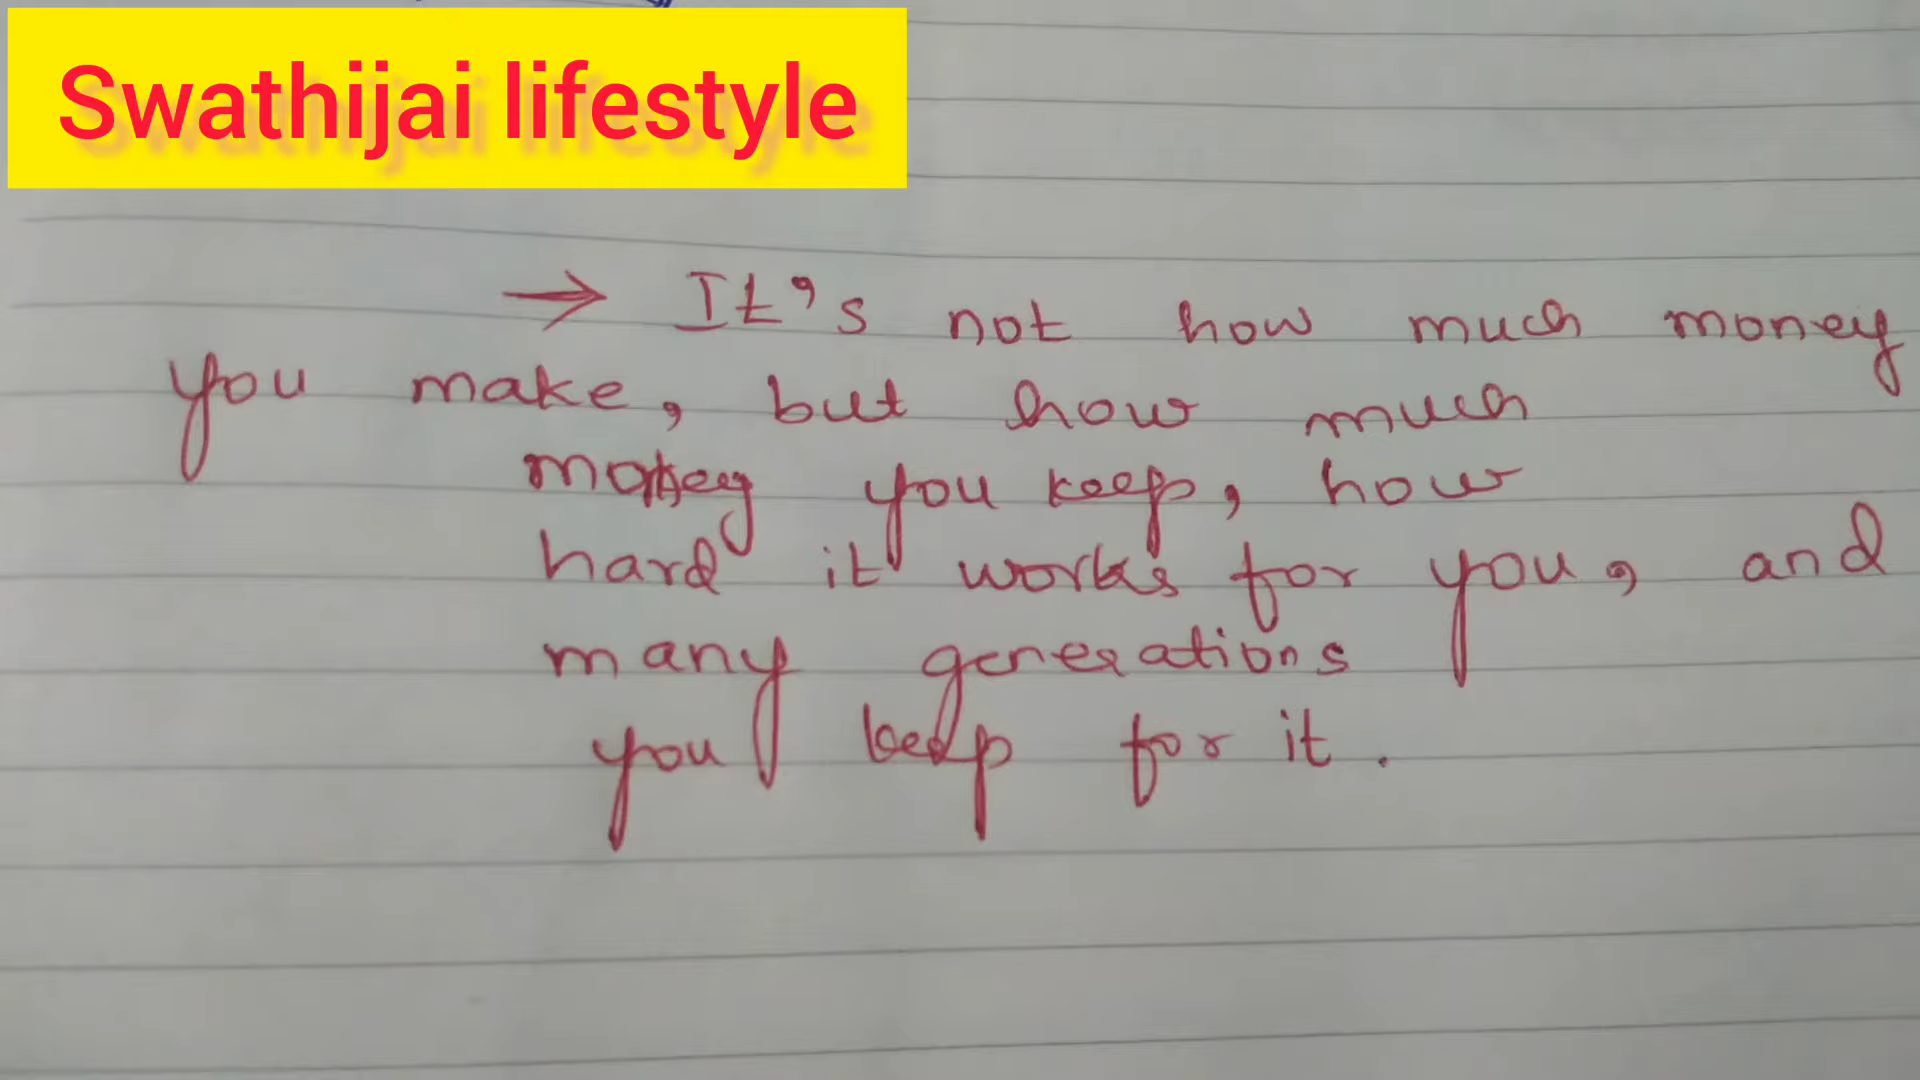 Swathijai lifestyle
→ It's not how much money
you make, but how much
money you keep, how
hard it works for you, and
many generations
you keep for it.